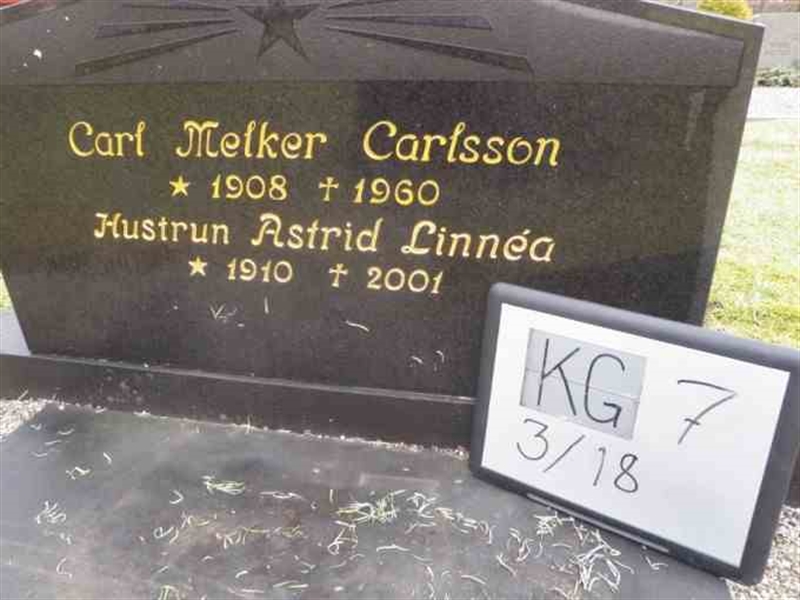 Carl Melker Carlsson
★ 1908 ✝ 1960
Hustrun Astrid Linnéa
★ 1910 ✝ 2001
KG 7
3/18